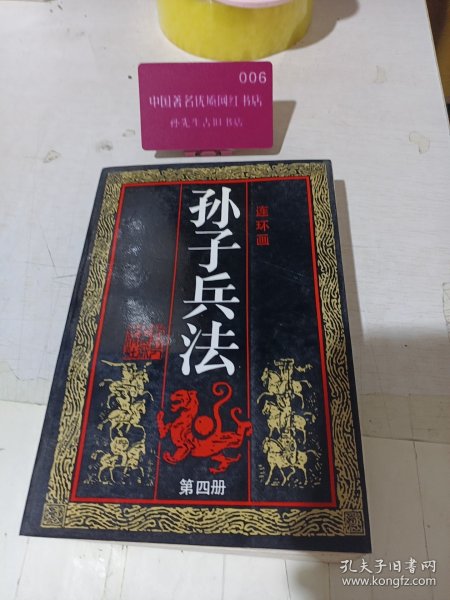 006
中国著名优质网红书店
孙先生古旧书店
连环画
孙子兵法
第四册
孔夫子旧书网
www.kongfz.com